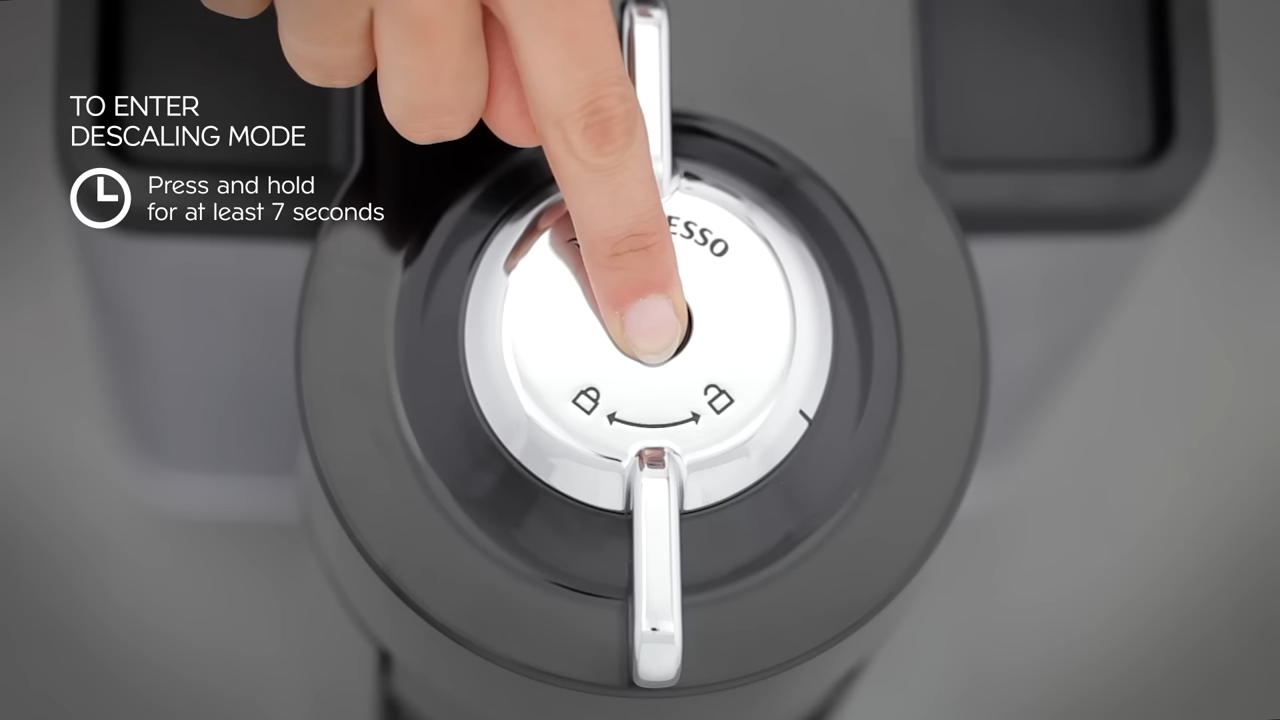 TO ENTER
DESCALING MODE
Press and hold
for at least 7 seconds
ESSO